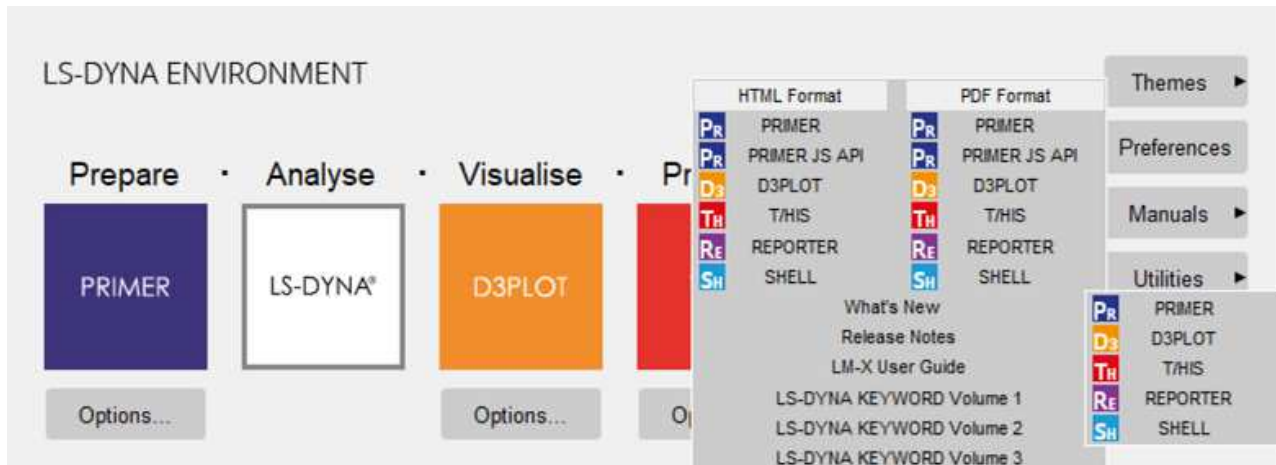 LS-DYNA ENVIRONMENT
Themes
HTML Format PDF Format
PR PRIMER PR PRIMER
PR PRIMER JS API PR PRIMER JS API
Preferences
Prepare · Analyse · Visualise · Pr
D3 D3PLOT D3 D3PLOT
TH T/HIS TH T/HIS
Manuals
RE REPORTER RE REPORTER
SH SHELL SH SHELL
Utilities
PRIMER LS-DYNA® D3PLOT
What's New
Release Notes
LM-X User Guide
LS-DYNA KEYWORD Volume 1
LS-DYNA KEYWORD Volume 2
LS-DYNA KEYWORD Volume 3
PR PRIMER
D3 D3PLOT
TH T/HIS
RE REPORTER
SH SHELL
Options... Options... Op